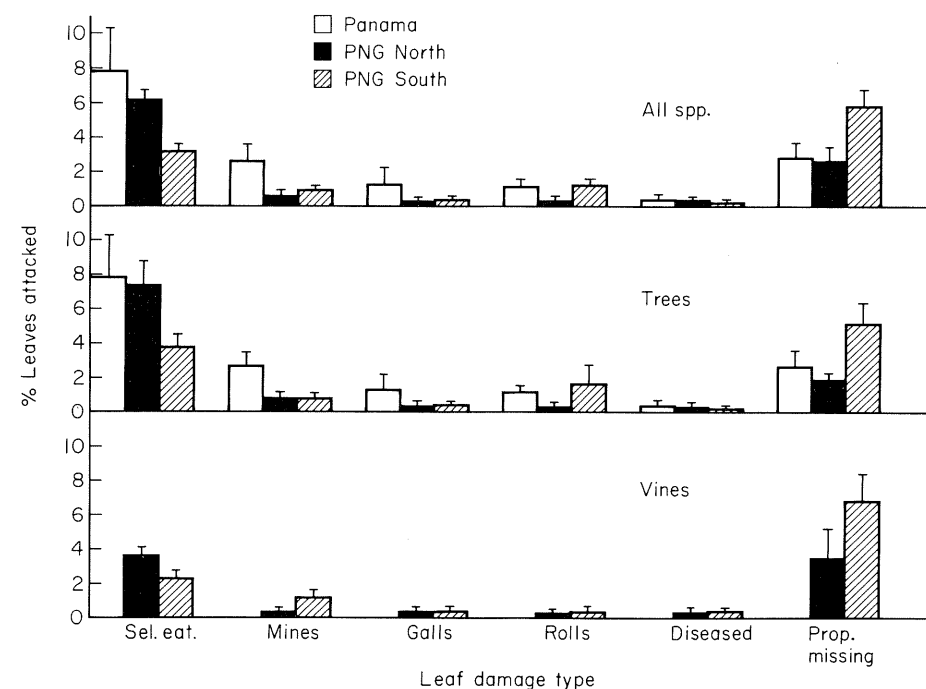 Panama
PNG North
PNG South
10
8
6
4
2
0
All spp.
10
8
6
4
2
0
Trees
10
8
6
4
2
0
Vines
% Leaves attacked
Sel. eat.
Mines
Galls
Rolls
Diseased
Prop.
missing
Leaf damage type